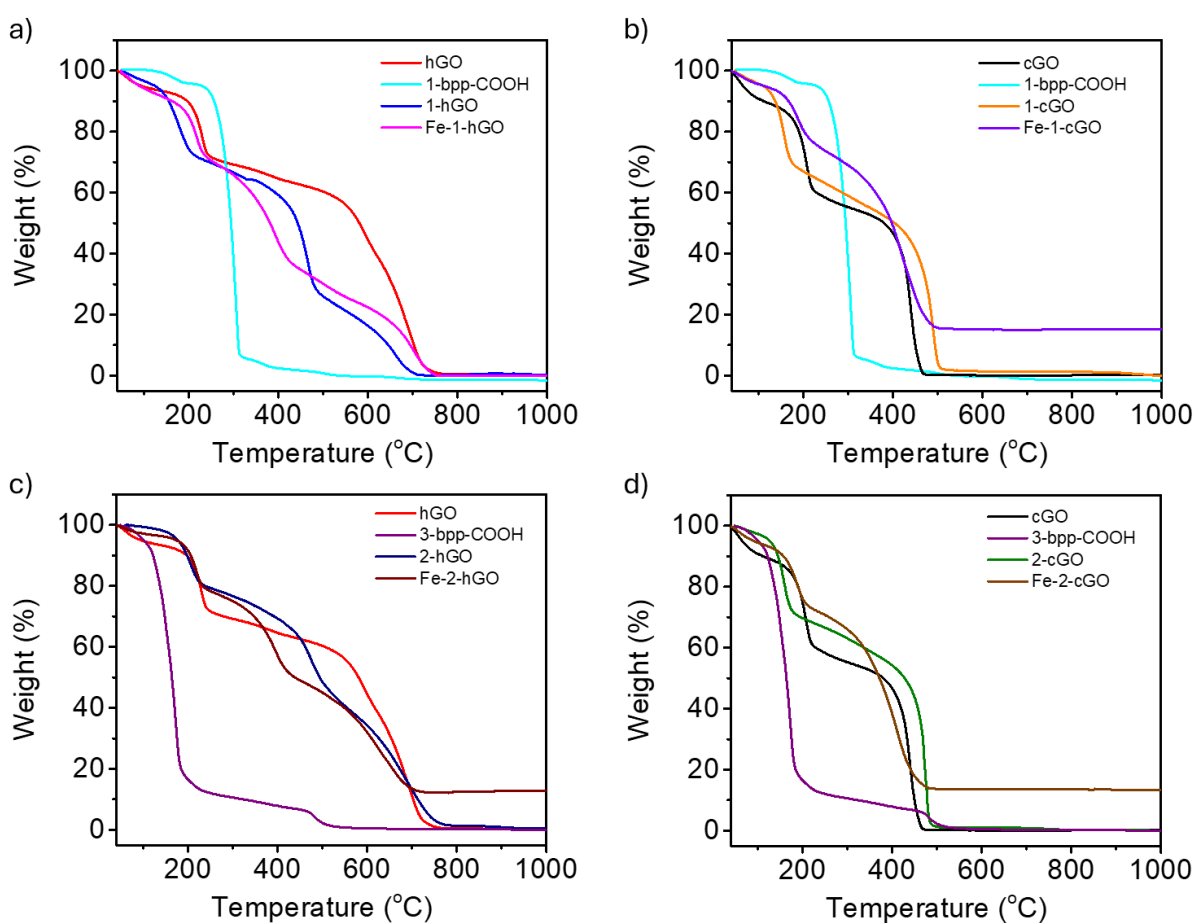 a)
hGO
1-bpp-COOH
1-hGO
Fe-1-hGO
Weight (%)
100
80
60
40
20
0
200 400 600 800 1000
Temperature (°C)
b)
cGO
1-bpp-COOH
1-cGO
Fe-1-cGO
Weight (%)
100
80
60
40
20
0
200 400 600 800 1000
Temperature (°C)
c)
hGO
3-bpp-COOH
2-hGO
Fe-2-hGO
Weight (%)
100
80
60
40
20
0
200 400 600 800 1000
Temperature (°C)
d)
cGO
3-bpp-COOH
2-cGO
Fe-2-cGO
Weight (%)
100
80
60
40
20
0
200 400 600 800 1000
Temperature (°C)